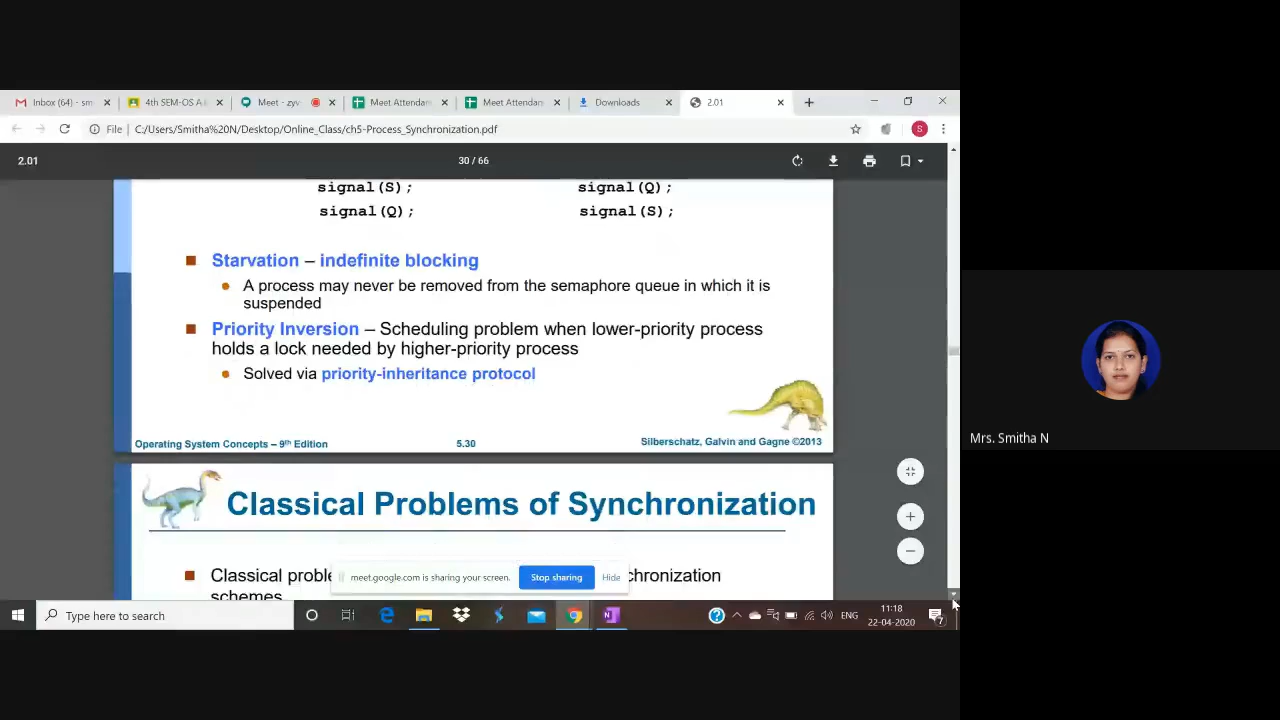 Inbox (64) - sm
4th SEM-OS A
Meet - zyv
Meet Attendan
Meet Attendan
Downloads
2.01
File
C:/Users/Smitha%20N/Desktop/Online_Class/ch5-Process_Synchronization.pdf
S
2.01
30 / 66
signal(S); signal(Q);
signal(Q); signal(S);
Starvation – indefinite blocking
A process may never be removed from the semaphore queue in which it is
suspended
Priority Inversion – Scheduling problem when lower-priority process
holds a lock needed by higher-priority process
Solved via priority-inheritance protocol
Operating System Concepts – 9th Edition
5.30
Silberschatz, Galvin and Gagne ©2013
Mrs. Smitha N
Classical Problems of Synchronization
Classical proble chronization
schemes
meet.google.com is sharing your screen.
Stop sharing
Hide
Type here to search
ENG
11:18
22-04-2020
7